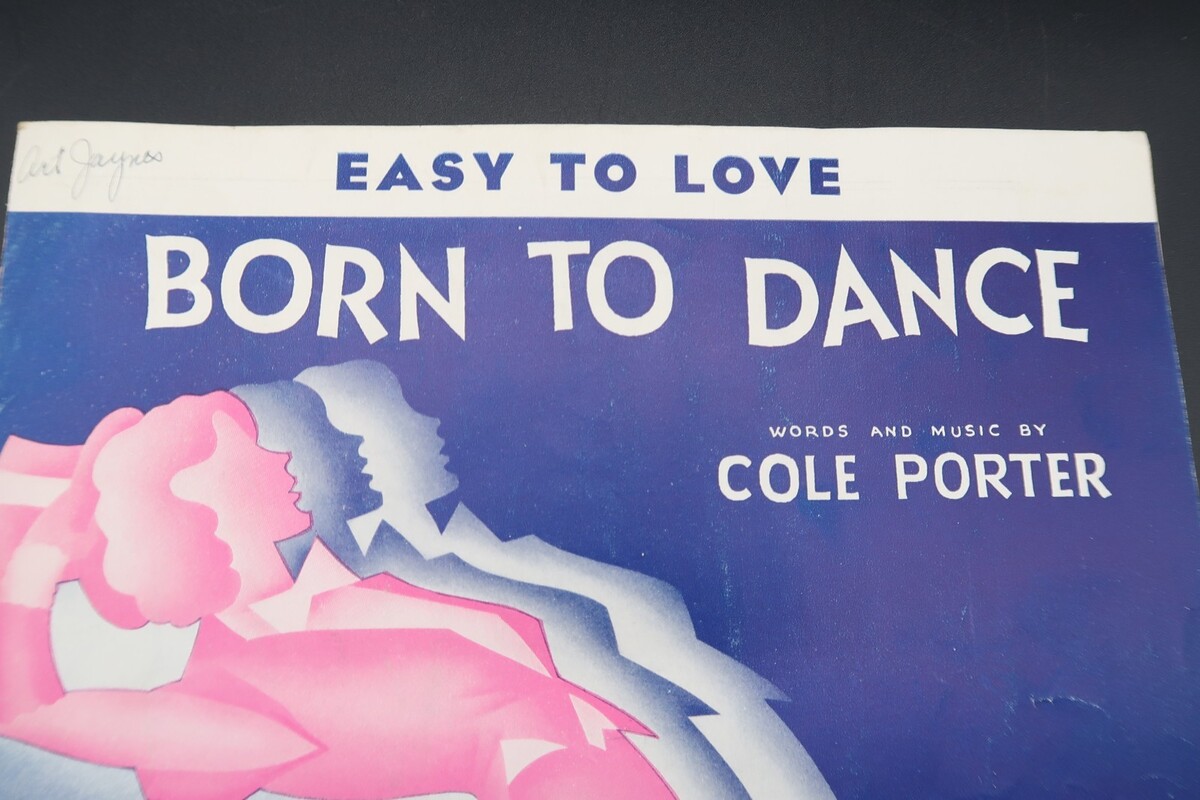 Art Jaynes
EASY TO LOVE
BORN TO DANCE
WORDS AND MUSIC BY
COLE PORTER